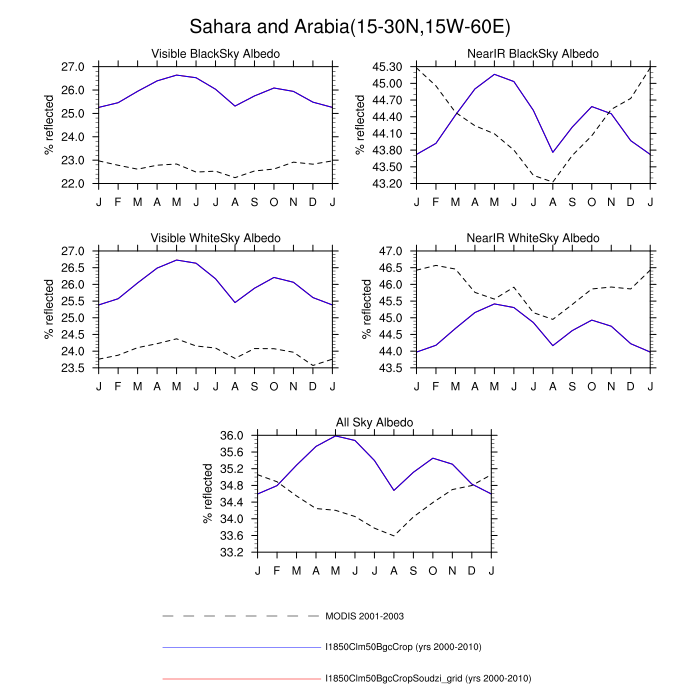 Sahara and Arabia(15-30N,15W-60E)
Visible BlackSky Albedo
NearIR BlackSky Albedo
% reflected
27.0
26.0
25.0
24.0
23.0
22.0
J F M A M J J A S O N D J
% reflected
45.30
45.00
44.70
44.40
44.10
43.80
43.50
43.20
J F M A M J J A S O N D J
Visible WhiteSky Albedo
NearIR WhiteSky Albedo
% reflected
27.0
26.5
26.0
25.5
25.0
24.5
24.0
23.5
J F M A M J J A S O N D J
% reflected
47.0
46.5
46.0
45.5
45.0
44.5
44.0
43.5
J F M A M J J A S O N D J
All Sky Albedo
% reflected
36.0
35.6
35.2
34.8
34.4
34.0
33.6
33.2
J F M A M J J A S O N D J
MODIS 2001-2003
I1850Clm50BgcCrop (yrs 2000-2010)
I1850Clm50BgcCropSoudzi_grid (yrs 2000-2010)